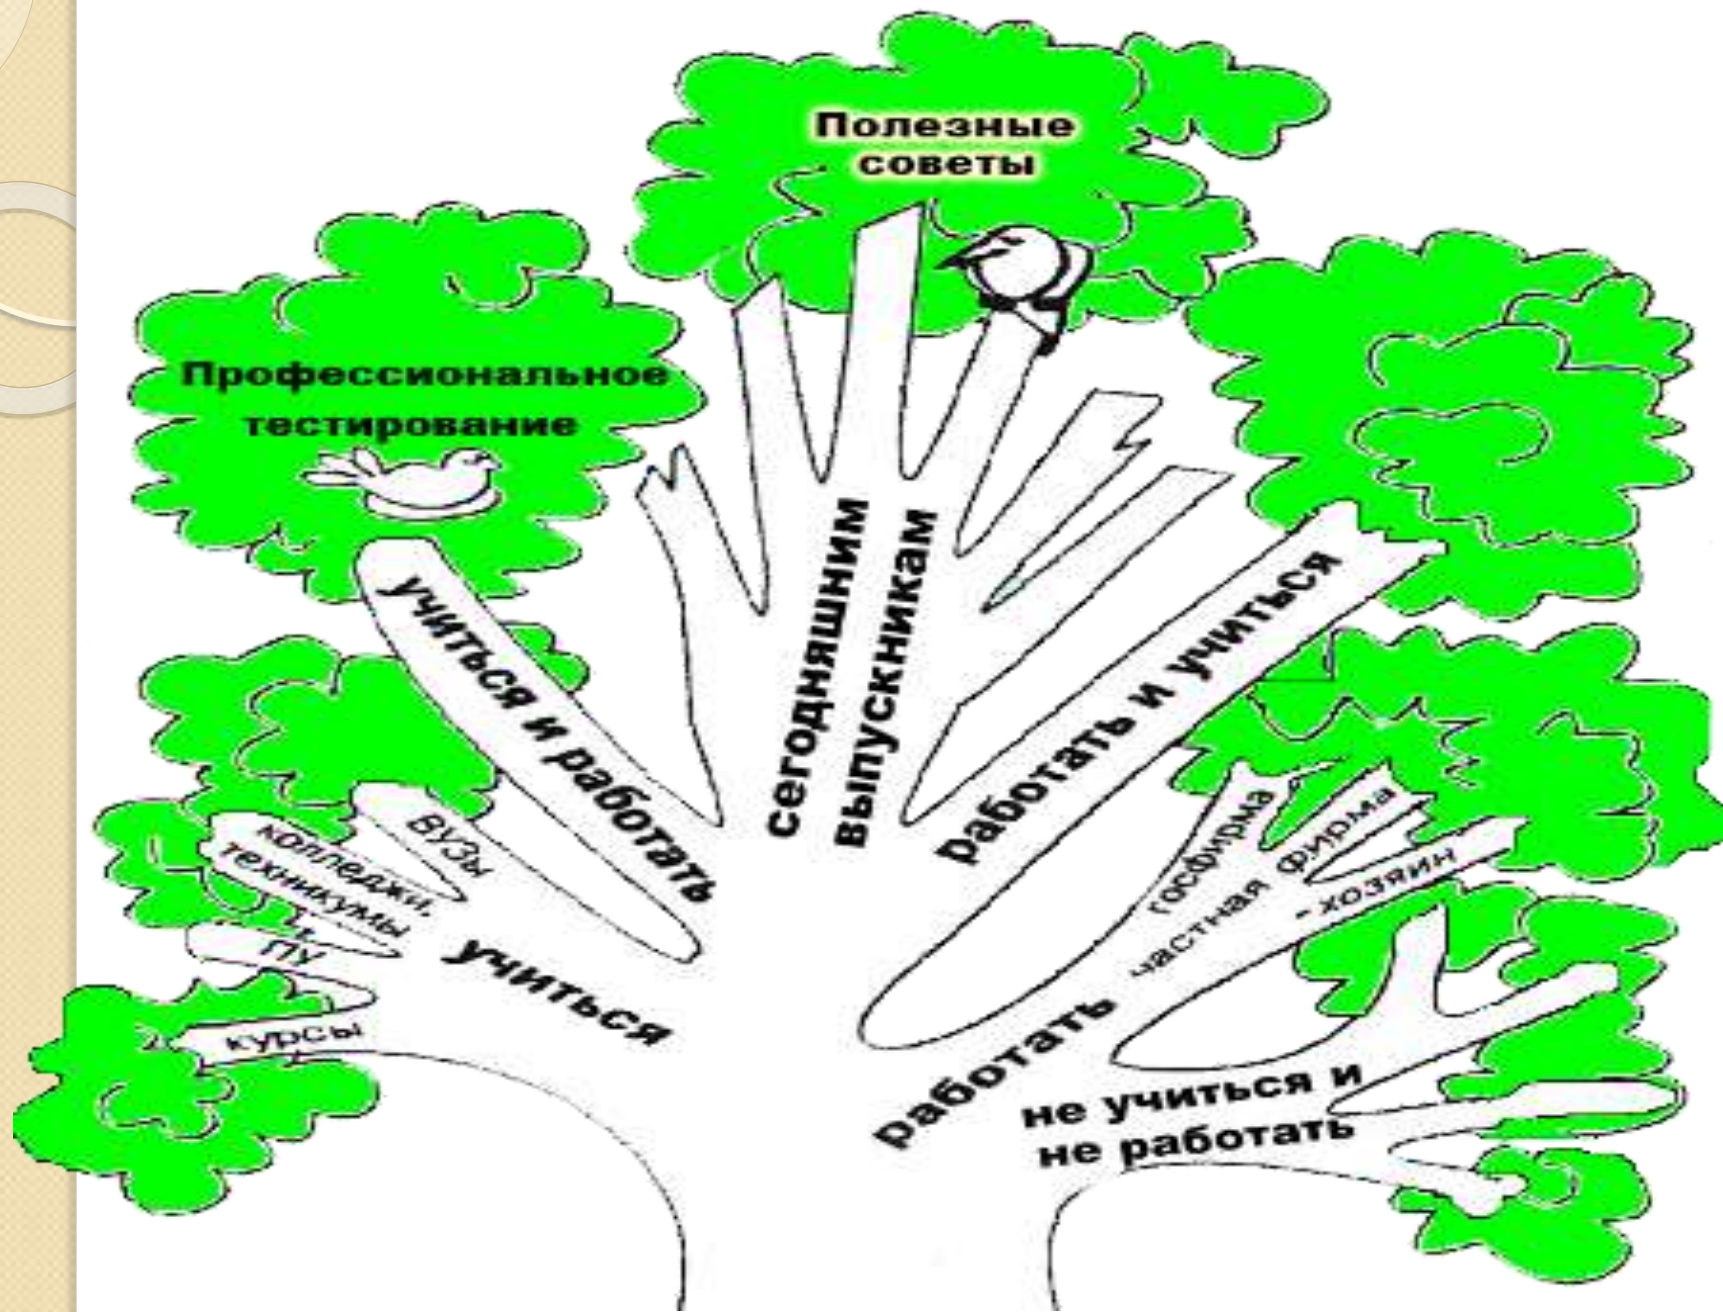 Полезные
советы
Профессиональное
тестирование
учиться и работать
сегодняшним
выпускникам
работать и учиться
ВУЗы
колледжи,
техникумы
ПУ
курсы
учиться
госфирма
частная фирма
- хозяин
работать
не учиться и
не работать